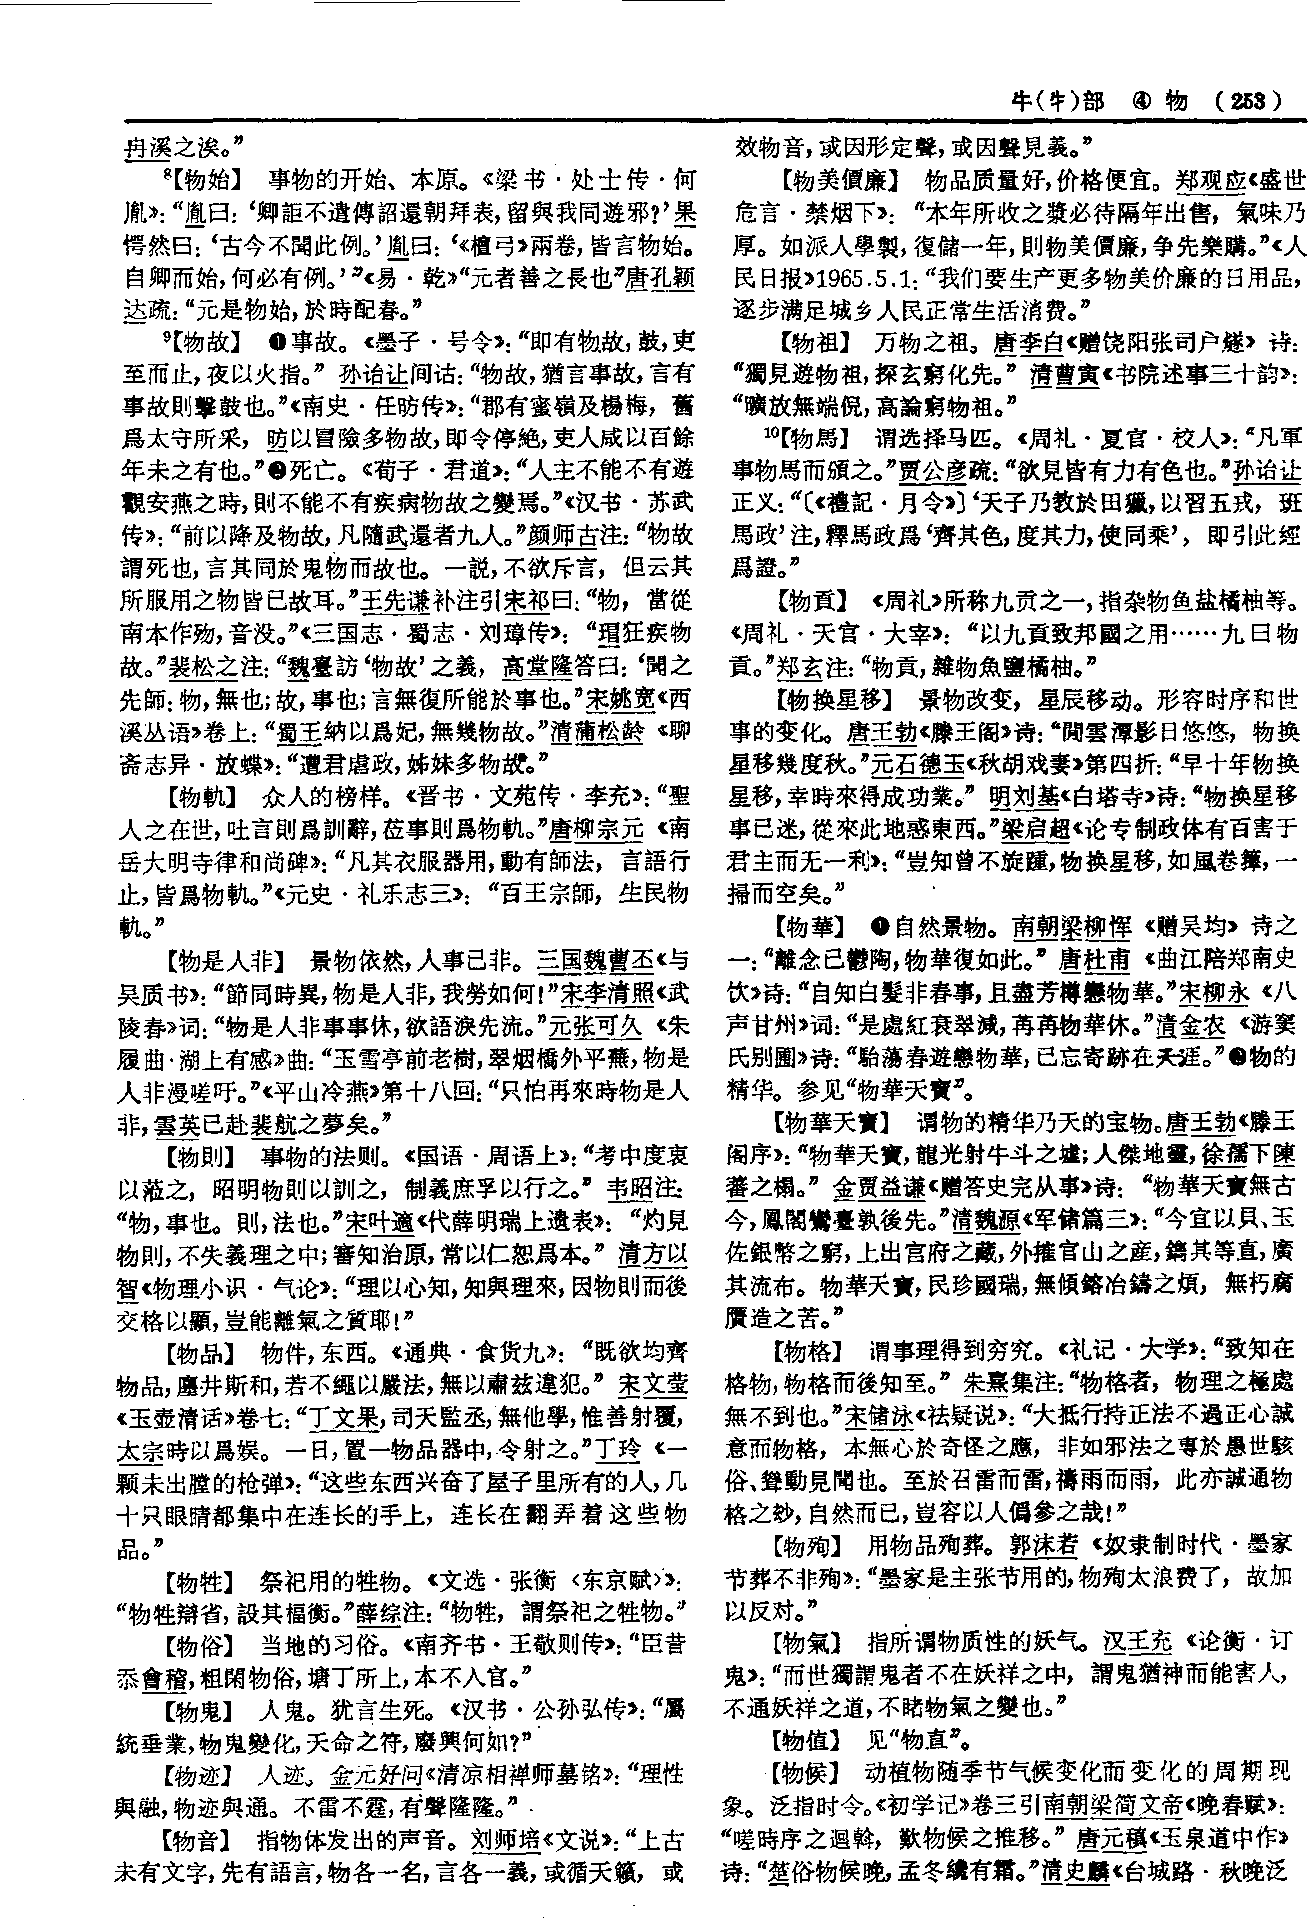 牛(牜)部 ④ 物 (253)
冉溪之涘。”
⁸【物始】 事物的开始、本原。《梁书·处士传·何
胤》：“胤曰：‘卿詎不遺傳詔還朝拜表，留與我同遊邪？’果
愕然曰：‘古今不聞此例。’胤曰：‘《檀弓》兩卷，皆言物始。
自卿而始，何必有例。’”《易·乾》“元者善之長也”唐孔颖
达疏：“元是物始，於時配春。”
⁹【物故】 ❶事故。《墨子·号令》：“即有物故，鼓，吏
至而止，夜以火指。”孙诒让间诂：“物故，猶言事故，言有
事故則擊鼓也。”《南史·任昉传》：“郡有蜜嶺及楊梅，舊
爲太守所采，昉以冒險多物故，即令停絶，吏人咸以百餘
年未之有也。”❷死亡。《荀子·君道》：“人主不能不有遊
觀安燕之時，則不能不有疾病物故之變焉。”《汉书·苏武
传》：“前以降及物故，凡隨武還者九人。”颜师古注：“物故
謂死也，言其同於鬼物而故也。一説，不欲斥言，但云其
所服用之物皆已故耳。”王先谦补注引宋祁曰：“物，當從
南本作歾，音没。”《三国志·蜀志·刘璋传》：“瑁狂疾物
故。”裴松之注：“魏臺訪‘物故’之義，高堂隆答曰：‘聞之
先師：物，無也；故，事也；言無復所能於事也。”宋姚宽《西
溪丛语》卷上：“蜀王纳以爲妃，無幾物故。”清蒲松龄《聊
斋志异·放蝶》：“遭君虐政，姊妹多物故。”
【物軌】 众人的榜样。《晋书·文苑传·李充》：“聖
人之在世，吐言則爲訓辭，莅事則爲物軌。”唐柳宗元《南
岳大明寺律和尚碑》：“凡其衣服器用，動有師法，言語行
止，皆爲物軌。”《元史·礼乐志三》：“百王宗師，生民物
軌。”
【物是人非】 景物依然，人事已非。三国魏曹丕《与
吴质书》：“節同時異，物是人非，我勞如何！”宋李清照《武
陵春》词：“物是人非事事休，欲語淚先流。”元张可久《朱
履曲·湖上有感》曲：“玉雪亭前老樹，翠烟橋外平蕪，物是
人非漫嗟吁。”《平山冷燕》第十八回：“只怕再來時物是人
非，雲英已赴裴航之夢矣。”
【物則】 事物的法则。《国语·周语上》：“考中度衷
以蒞之，昭明物則以訓之，制義庶孚以行之。”韦昭注：
“物，事也。則，法也。”宋叶適《代薛明瑞上遗表》：“灼見
物則，不失義理之中；審知治原，常以仁恕爲本。”清方以
智《物理小识·气论》：“理以心知，知與理來，因物則而後
交格以顯，豈能離氣之質耶！”
【物品】 物件，东西。《通典·食货九》：“既欲均齊
物品，廛井斯和，若不繩以嚴法，無以肅兹違犯。”宋文莹
《玉壶清话》卷七：“丁文果，司天監丞，無他學，惟善射覆，
太宗時以爲娱。一日，置一物品器中，令射之。”丁玲《一
颗未出膛的枪弹》：“这些东西兴奋了屋子里所有的人，几
十只眼睛都集中在连长的手上，连长在翻弄着这些物
品。”
【物牲】 祭祀用的牲物。《文选·张衡〈东京赋〉》：
“物牲辯省，設其楅衡。”薛综注：“物牲，謂祭祀之牲物。”
【物俗】 当地的习俗。《南齐书·王敬则传》：“臣昔
忝會稽，粗閑物俗，塘丁所上，本不入官。”
【物鬼】 人鬼。犹言生死。《汉书·公孙弘传》：“屬
統垂業，物鬼變化，天命之符，廢興何如？”
【物迹】 人迹。金元好问《清凉相禅师墓铭》：“理性
與融，物迹與通。不雷不霆，有聲隆隆。”
【物音】 指物体发出的声音。刘师培《文说》：“上古
未有文字，先有語言，物各一名，言各一義，或循天籟，或
效物音，或因形定聲，或因聲見義。”
【物美價廉】 物品质量好，价格便宜。郑观应《盛世
危言·禁烟下》：“本年所收之漿必待隔年出售，氣味乃
厚。如派人學製，復儲一年，則物美價廉，争先樂購。”《人
民日报》1965.5.1：“我们要生产更多物美价廉的日用品，
逐步满足城乡人民正常生活消费。”
【物祖】 万物之祖。唐李白《赠饶阳张司户燧》诗：
“獨見遊物祖，探玄窮化先。”清曹寅《书院述事三十韵》：
“曠放無端倪，高論窮物祖。”
¹⁰【物馬】 谓选择马匹。《周礼·夏官·校人》：“凡軍
事物馬而頒之。”贾公彦疏：“欲見皆有力有色也。”孙诒让
正义：“〔《禮記·月令》〕‘天子乃教於田獵，以習五戎，班
馬政’注，釋馬政爲‘齊其色，度其力，使同乘’，即引此經
爲證。”
【物貢】 《周礼》所称九贡之一，指杂物鱼盐橘柚等。
《周礼·天官·大宰》：“以九貢致邦國之用……九曰物
貢。”郑玄注：“物貢，雜物魚鹽橘柚。”
【物换星移】 景物改变，星辰移动。形容时序和世
事的变化。唐王勃《滕王阁》诗：“閒雲潭影日悠悠，物换
星移幾度秋。”元石德玉《秋胡戏妻》第四折：“早十年物换
星移，幸時來得成功業。”明刘基《白塔寺》诗：“物换星移
事已迷，從來此地惑東西。”梁启超《论专制政体有百害于
君主而无一利》：“豈知曾不旋踵，物换星移，如風卷籜，一
掃而空矣。”
【物華】 ❶自然景物。南朝梁柳恽《赠吴均》诗之
一：“離念已鬱陶，物華復如此。”唐杜甫《曲江陪郑南史
饮》诗：“自知白髮非春事，且盡芳樽戀物華。”宋柳永《八
声甘州》词：“是處紅衰翠減，苒苒物華休。”清金农《游窦
氏别圃》诗：“駘蕩春遊戀物華，已忘寄跡在天涯。”❷物的
精华。参见“物華天寶”。
【物華天寶】 谓物的精华乃天的宝物。唐王勃《滕王
阁序》：“物華天寶，龍光射牛斗之墟；人傑地靈，徐孺下陳
蕃之榻。”金贾益谦《赠答史完从事》诗：“物華天寶無古
今，鳳閣鸞臺孰後先。”清魏源《军储篇三》：“今宜以貝、玉
佐銀幣之窮，上出宫府之藏，外摧官山之産，鐫其等直，廣
其流布。物華天寶，民珍國瑞，無傾鎔冶鑄之煩，無朽腐
贋造之苦。”
【物格】 谓事理得到穷究。《礼记·大学》：“致知在
格物，物格而後知至。”朱熹集注：“物格者，物理之極處
無不到也。”宋储泳《祛疑说》：“大抵行持正法不過正心誠
意而物格，本無心於奇怪之應，非如邪法之専於愚世駭
俗、聳動見聞也。至於召雷而雷，禱雨而雨，此亦誠通物
格之玅，自然而已，豈容以人僞參之哉！”
【物殉】 用物品殉葬。郭沫若《奴隶制时代·墨家
节葬不非殉》：“墨家是主张节用的，物殉太浪费了，故加
以反对。”
【物氣】 指所谓物质性的妖气。汉王充《论衡·订
鬼》：“而世獨謂鬼者不在妖祥之中，謂鬼猶神而能害人，
不通妖祥之道，不睹物氣之變也。”
【物值】 见“物直”。
【物候】 动植物随季节气候变化而变化的周期现
象。泛指时令。《初学记》卷三引南朝梁简文帝《晚春赋》：
“嗟時序之迴斡，歎物候之推移。”唐元稹《玉泉道中作》
诗：“楚俗物候晚，孟冬纔有霜。”清史麟《台城路·秋晚泛